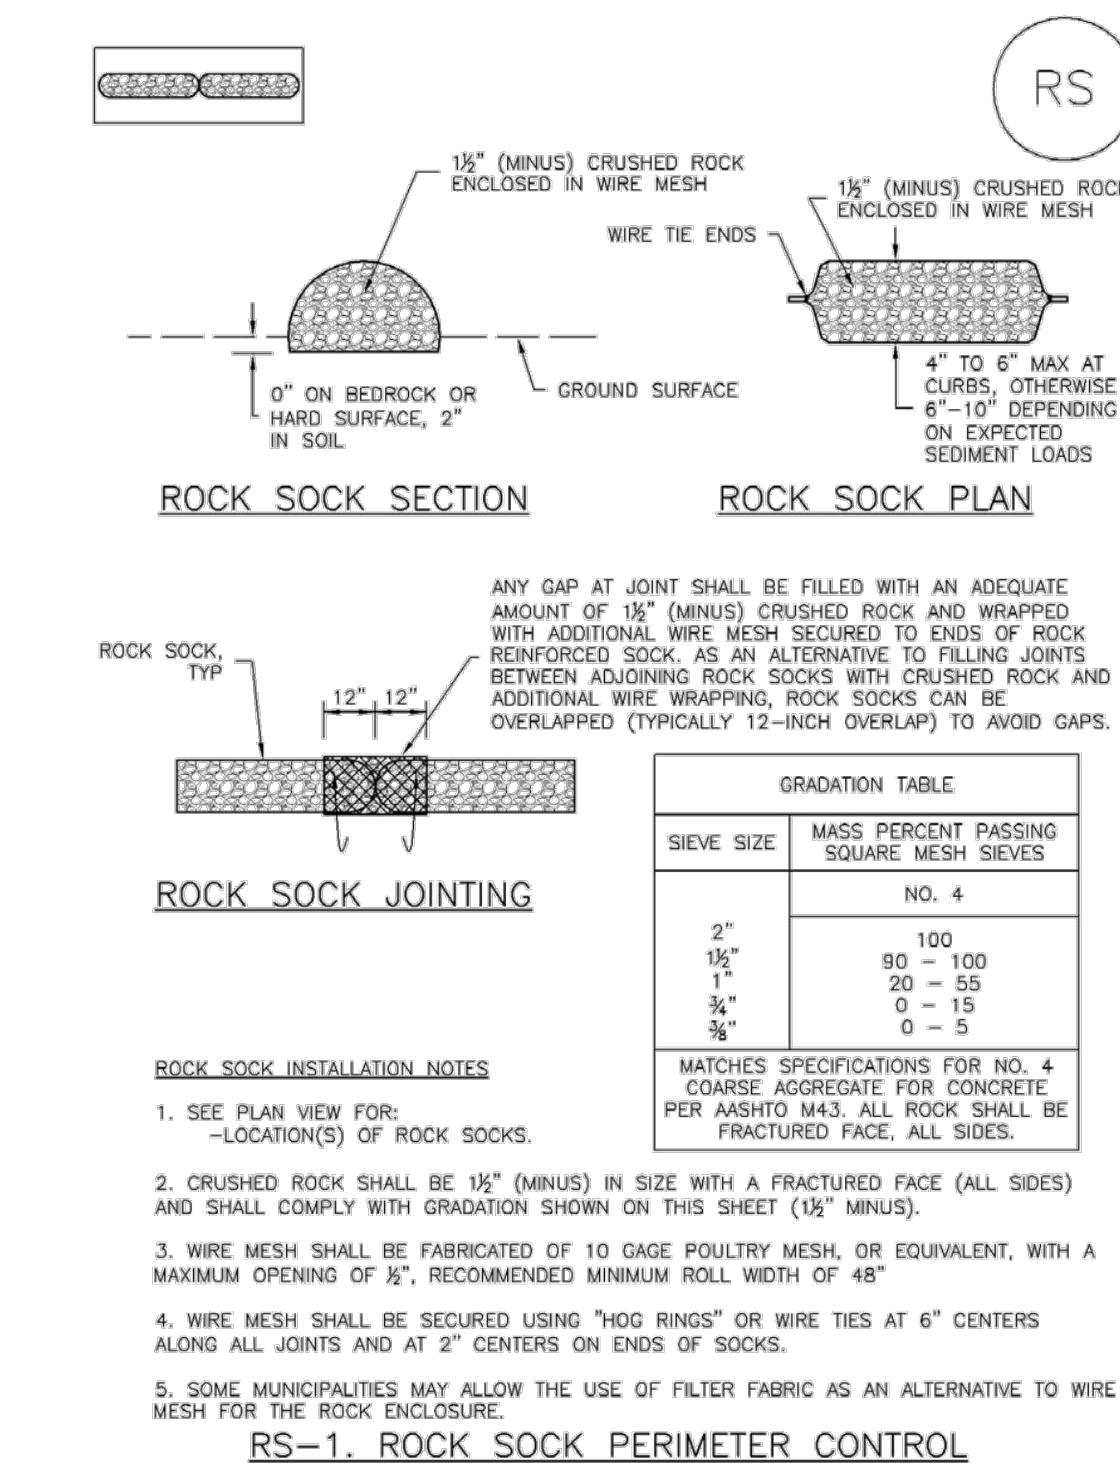 RS
1½" (MINUS) CRUSHED ROCK
ENCLOSED IN WIRE MESH
1½" (MINUS) CRUSHED ROC
ENCLOSED IN WIRE MESH
WIRE TIE ENDS
GROUND SURFACE
0" ON BEDROCK OR
HARD SURFACE, 2"
IN SOIL
4" TO 6" MAX AT
CURBS, OTHERWISE
6"-10" DEPENDING
ON EXPECTED
SEDIMENT LOADS
ROCK SOCK SECTION
ROCK SOCK PLAN
ANY GAP AT JOINT SHALL BE FILLED WITH AN ADEQUATE
AMOUNT OF 1½" (MINUS) CRUSHED ROCK AND WRAPPED
WITH ADDITIONAL WIRE MESH SECURED TO ENDS OF ROCK
REINFORCED SOCK. AS AN ALTERNATIVE TO FILLING JOINTS
BETWEEN ADJOINING ROCK SOCKS WITH CRUSHED ROCK AND
ADDITIONAL WIRE WRAPPING, ROCK SOCKS CAN BE
OVERLAPPED (TYPICALLY 12-INCH OVERLAP) TO AVOID GAPS.
ROCK SOCK,
TYP
12" 12"
ROCK SOCK JOINTING
GRADATION TABLE
SIEVE SIZE
MASS PERCENT PASSING
SQUARE MESH SIEVES
NO. 4
2" 100
1½" 90 - 100
1" 20 - 55
¾" 0 - 15
⅜" 0 - 5
MATCHES SPECIFICATIONS FOR NO. 4
COARSE AGGREGATE FOR CONCRETE
PER AASHTO M43. ALL ROCK SHALL BE
FRACTURED FACE, ALL SIDES.
ROCK SOCK INSTALLATION NOTES
1. SEE PLAN VIEW FOR:
-LOCATION(S) OF ROCK SOCKS.
2. CRUSHED ROCK SHALL BE 1½" (MINUS) IN SIZE WITH A FRACTURED FACE (ALL SIDES)
AND SHALL COMPLY WITH GRADATION SHOWN ON THIS SHEET (1½" MINUS).
3. WIRE MESH SHALL BE FABRICATED OF 10 GAGE POULTRY MESH, OR EQUIVALENT, WITH A
MAXIMUM OPENING OF ½", RECOMMENDED MINIMUM ROLL WIDTH OF 48"
4. WIRE MESH SHALL BE SECURED USING "HOG RINGS" OR WIRE TIES AT 6" CENTERS
ALONG ALL JOINTS AND AT 2" CENTERS ON ENDS OF SOCKS.
5. SOME MUNICIPALITIES MAY ALLOW THE USE OF FILTER FABRIC AS AN ALTERNATIVE TO WIRE
MESH FOR THE ROCK ENCLOSURE.
RS-1. ROCK SOCK PERIMETER CONTROL